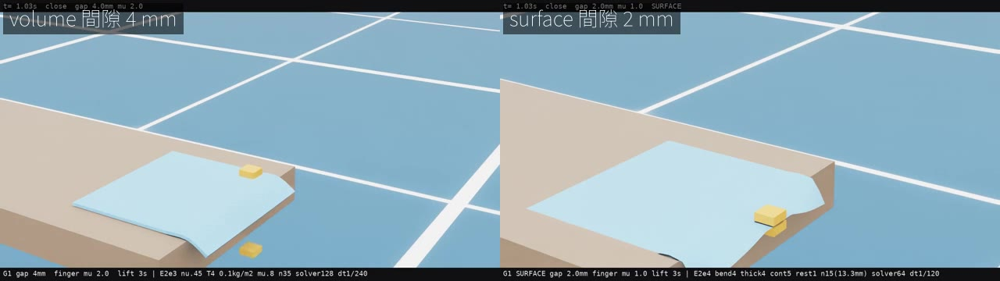 t= 1.03s  close  gap 4.0mm mu 2.0
volume 間隙 4 mm
t= 1.03s  close  gap 2.0mm mu 1.0  SURFACE
surface 間隙 2 mm
G1 gap 4mm  finger mu 2.0  lift 3s | E2e3 nu.45 T4 0.1kg/m2 mu.8 n35 solver128 dt1/240
G1 SURFACE gap 2.0mm finger mu 1.0 lift 3s | E2e4 bend4 thick4 cont5 rest1 n15(13.3mm) solver64 dt1/120